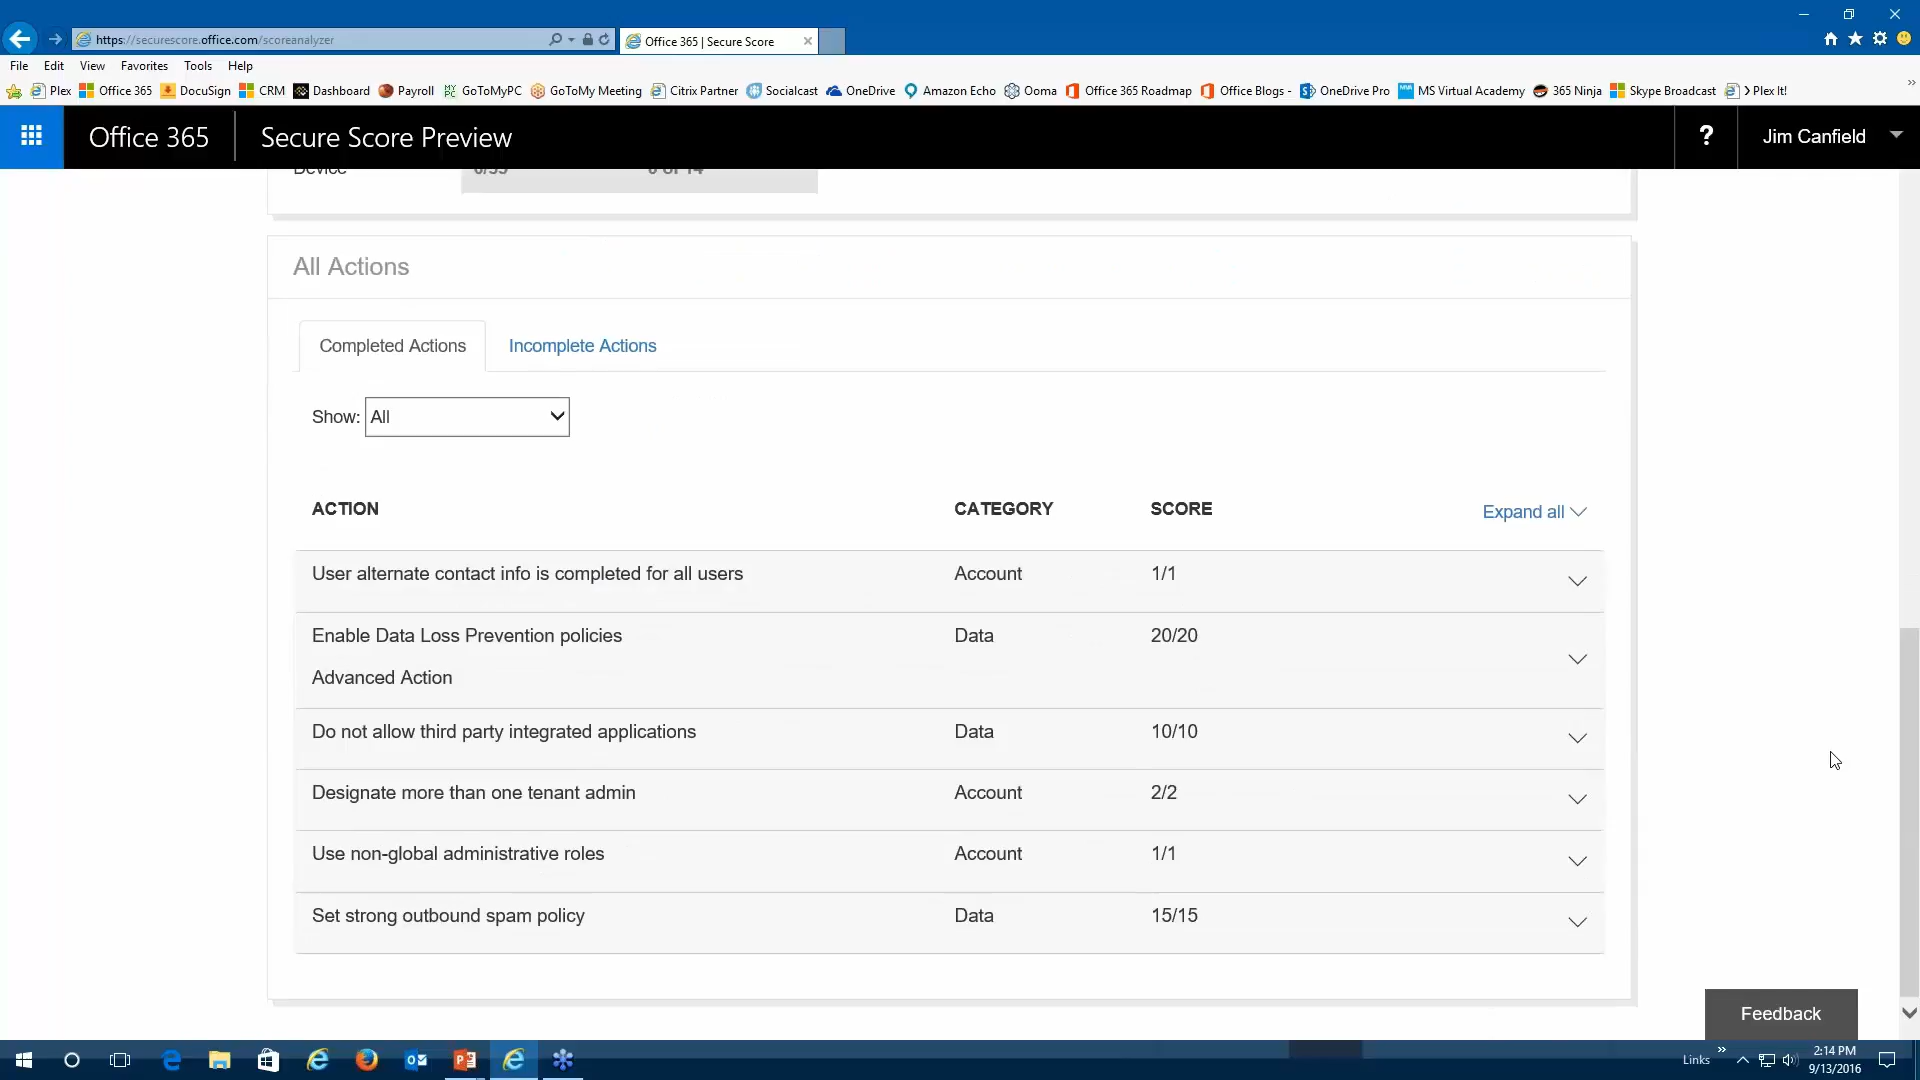 https://securescore.office.com/scoreanalyzer
Office 365 | Secure Score
File Edit View Favorites Tools Help
Plex Office 365 DocuSign CRM Dashboard Payroll GoToMyPC GoToMy Meeting Citrix Partner Socialcast OneDrive Amazon Echo Ooma Office 365 Roadmap Office Blogs - OneDrive Pro MS Virtual Academy 365 Ninja Skype Broadcast > Plex It!
Office 365 Secure Score Preview ? Jim Canfield
Device
All Actions
Completed Actions Incomplete Actions
Show: All
ACTION CATEGORY SCORE Expand all
User alternate contact info is completed for all users Account 1/1
Enable Data Loss Prevention policies Data 20/20
Advanced Action
Do not allow third party integrated applications Data 10/10
Designate more than one tenant admin Account 2/2
Use non-global administrative roles Account 1/1
Set strong outbound spam policy Data 15/15
Feedback
Links 2:14 PM
9/13/2016